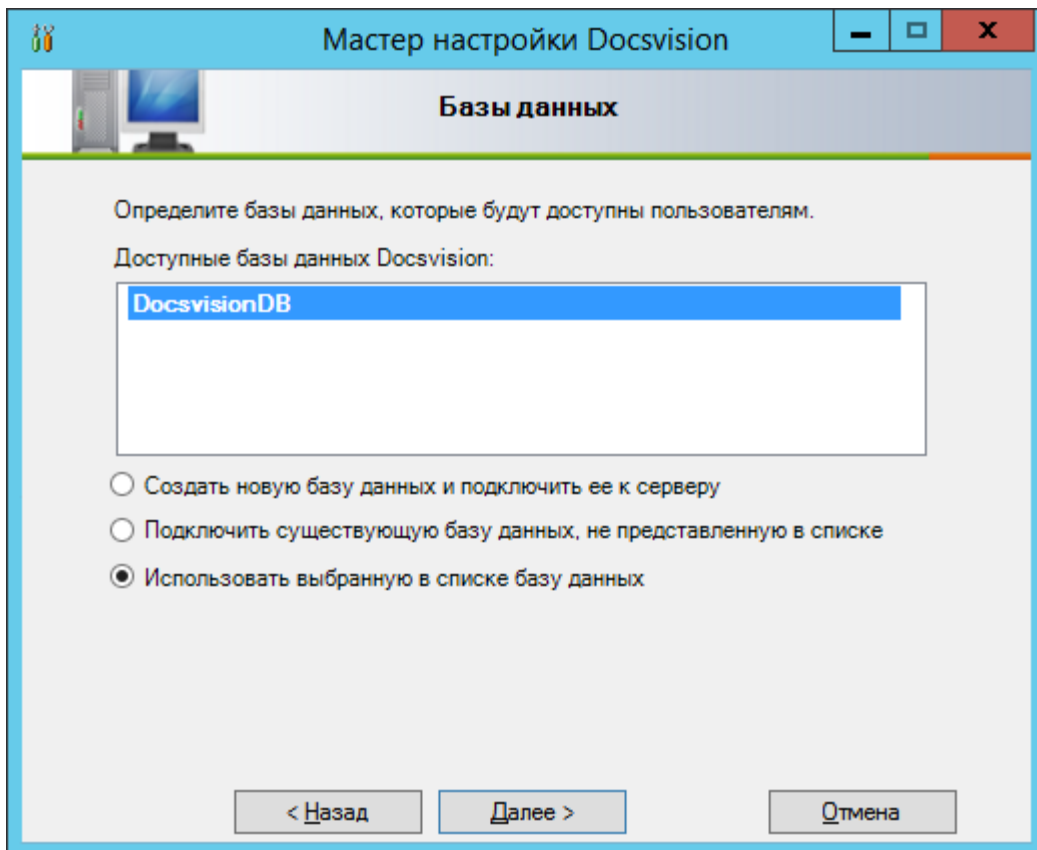 Мастер настройки Docsvision
Базы данных
Определите базы данных, которые будут доступны пользователям.
Доступные базы данных Docsvision:
DocsvisionDB
Создать новую базу данных и подключить ее к серверу
Подключить существующую базу данных, не представленную в списке
Использовать выбранную в списке базу данных
< Назад Далее > Отмена